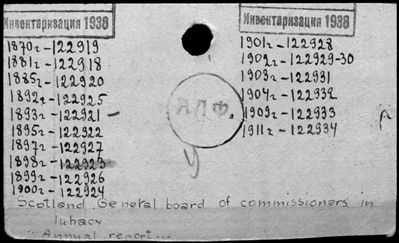 Инвентаризация 1938
1870г-122919
1881г-122918
1885г-122920
1892г-122925
1893г-122921 -
1895г-122922
1897г-122927
1898г-122923
1899г-122926
1900г-122924
Инвентаризация 1938
1901г-122928
1902г-122929-30
1903г-122931
1904г-122932
1909г-122933
1911г-122934
Scotland. General board of commissioners in
lunacy.
Annual report...